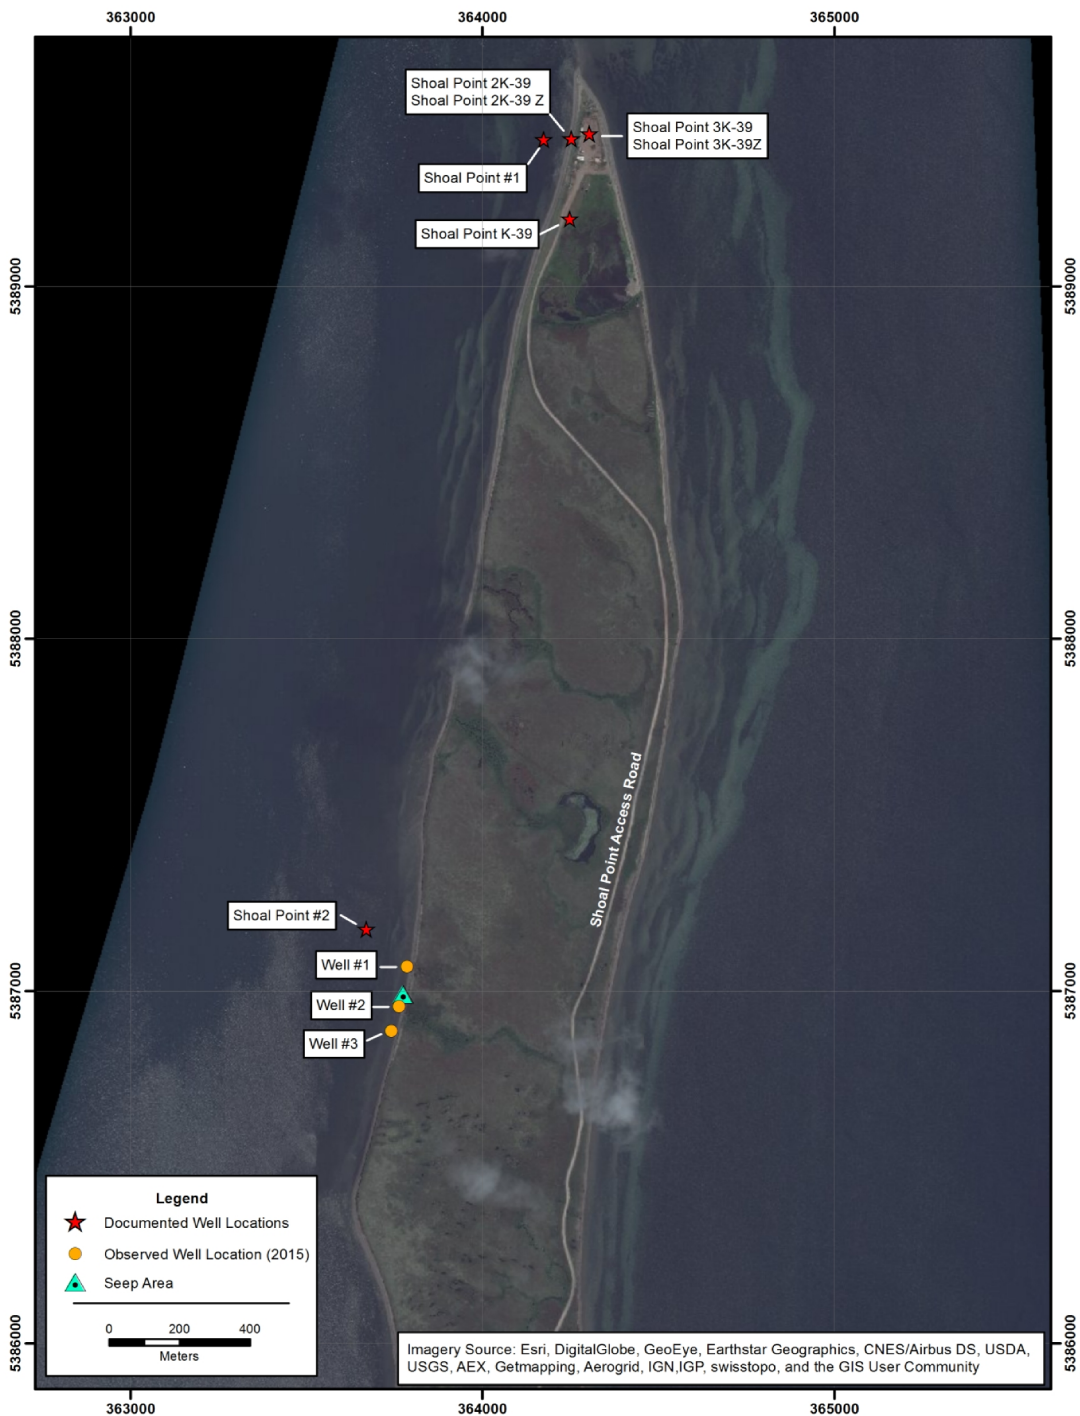 363000
364000
365000
Shoal Point 2K-39
Shoal Point 2K-39 Z
Shoal Point 3K-39
Shoal Point 3K-39Z
Shoal Point #1
Shoal Point K-39
5389000
5389000
5388000
5388000
Shoal Point Access Road
Shoal Point #2
Well #1
Well #2
Well #3
5387000
5387000
Legend
Documented Well Locations
Observed Well Location (2015)
Seep Area
0 200 400
Meters
5386000
5386000
Imagery Source: Esri, DigitalGlobe, GeoEye, Earthstar Geographics, CNES/Airbus DS, USDA,
USGS, AEX, Getmapping, Aerogrid, IGN,IGP, swisstopo, and the GIS User Community
363000
364000
365000